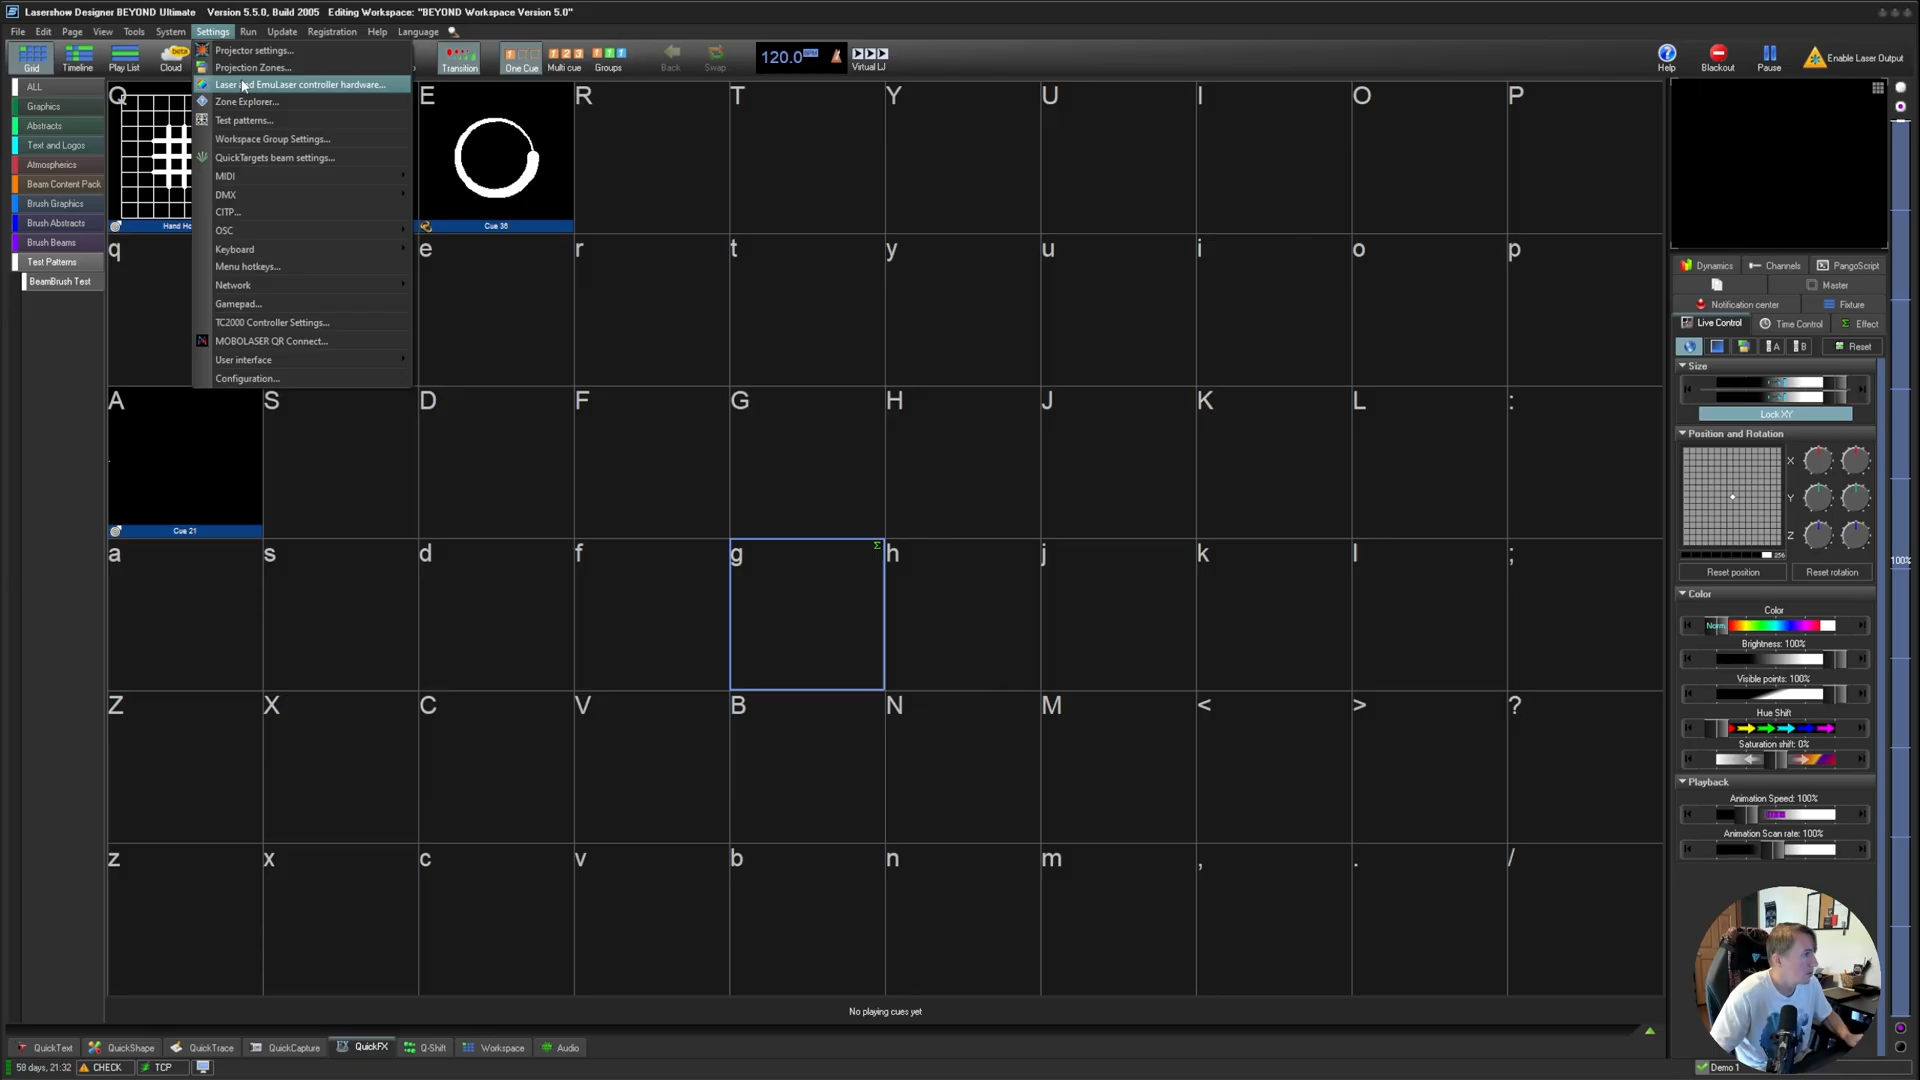 Lasershow Designer BEYOND Ultimate Version 5.5.0, Build 2005 Editing Workspace: "BEYOND Workspace Version 5.0"
File Edit Page View Tools System Settings Run Update Registration Help Language
Grid Timeline Play List Cloud beta Transition One Cue Multi cue Groups Back Swap 120.0 BPM Virtual LJ Help Blackout Pause Enable Laser Output
Projector settings...
Projection Zones...
Laser and EmuLaser controller hardware...
Zone Explorer...
Test patterns...
Workspace Group Settings...
QuickTargets beam settings...
MIDI
DMX
CITP...
OSC
Keyboard
Menu hotkeys...
Network
Gamepad...
TC2000 Controller Settings...
MOBOLASER QR Connect...
User interface
Configuration...
ALL
Graphics
Abstracts
Text and Logos
Atmospherics
Beam Content Pack
Brush Graphics
Brush Abstracts
Brush Beams
Test Patterns
BeamBrush Test
Q E R T Y U I O P
Hand Ho
Cue 36
q e r t y u i o p
A S D F G H J K L :
Cue 21
a s d f g h j k l ;
Z X C V B N M < > ?
z x c v b n m , . /
No playing cues yet
Dynamics Channels PangoScript
Master
Notification center Fixture
Live Control Time Control Σ Effect
A B Reset
Size
Lock XY
Position and Rotation
X
Y
Z
256
Reset position Reset rotation
100%
Color
Color
Norm
Brightness: 100%
Visible points: 100%
Hue Shift
Saturation shift: 0%
Playback
Animation Speed: 100%
Animation Scan rate: 100%
QuickText QuickShape QuickTrace QuickCapture QuickFX Q-Shift Workspace Audio
58 days, 21:32 CHECK TCP Demo 1